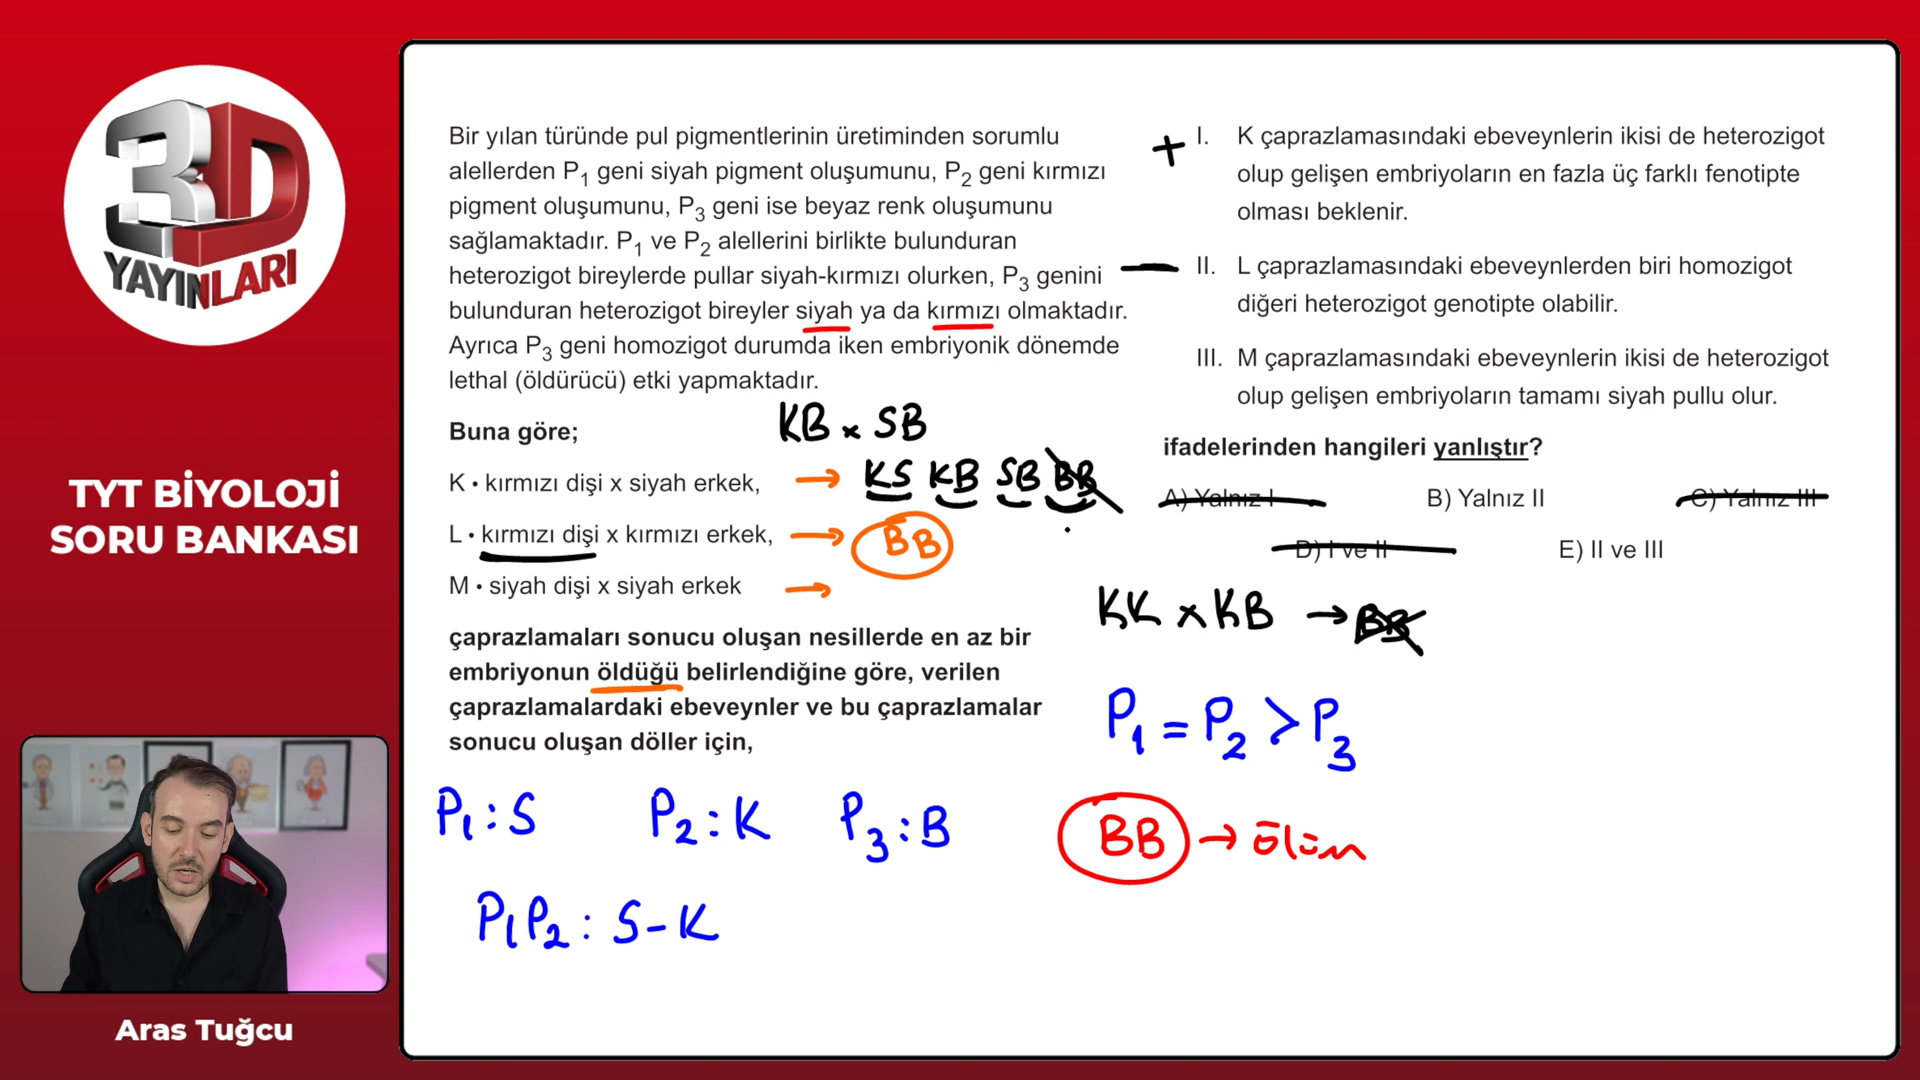 3D
YAYINLARI
TYT BİYOLOJİ
SORU BANKASI
Aras Tuğcu
Bir yılan türünde pul pigmentlerinin üretiminden sorumlu
alellerden P1 geni siyah pigment oluşumunu, P2 geni kırmızı
pigment oluşumunu, P3 geni ise beyaz renk oluşumunu
sağlamaktadır. P1 ve P2 alellerini birlikte bulunduran
heterozigot bireylerde pullar siyah-kırmızı olurken, P3 genini
bulunduran heterozigot bireyler siyah ya da kırmızı olmaktadır.
Ayrıca P3 geni homozigot durumda iken embriyonik dönemde
lethal (öldürücü) etki yapmaktadır.
KB x SB
Buna göre;
K • kırmızı dişi x siyah erkek, → KS KB SB BB
L • kırmızı dişi x kırmızı erkek, → BB
M • siyah dişi x siyah erkek →
çaprazlamaları sonucu oluşan nesillerde en az bir
embriyonun öldüğü belirlendiğine göre, verilen
çaprazlamalardaki ebeveynler ve bu çaprazlamalar
sonucu oluşan döller için,
P1 : S P2 : K P3 : B
P1P2 : S-K
+ I. K çaprazlamasındaki ebeveynlerin ikisi de heterozigot
olup gelişen embriyoların en fazla üç farklı fenotipte
olması beklenir.
— II. L çaprazlamasındaki ebeveynlerden biri homozigot
diğeri heterozigot genotipte olabilir.
III. M çaprazlamasındaki ebeveynlerin ikisi de heterozigot
olup gelişen embriyoların tamamı siyah pullu olur.
ifadelerinden hangileri yanlıştır?
A) Yalnız I B) Yalnız II C) Yalnız III
D) I ve II E) II ve III
KK x KB → BB
P1 = P2 > P3
BB → ölüm